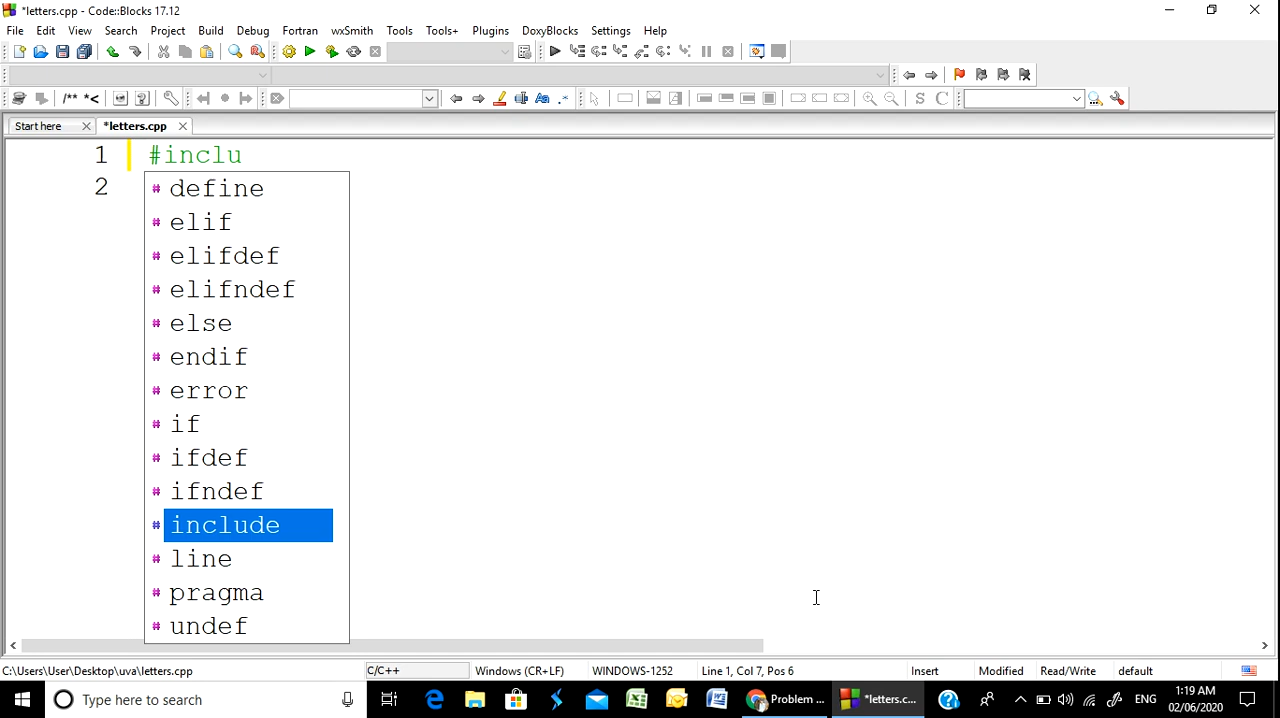 *letters.cpp - Code::Blocks 17.12
File Edit View Search Project Build Debug Fortran wxSmith Tools Tools+ Plugins DoxyBlocks Settings Help
/** *<
Aa .*
S C
Start here
*letters.cpp
1 #inclu
2
# define
# elif
# elifdef
# elifndef
# else
# endif
# error
# if
# ifdef
# ifndef
# include
# line
# pragma
# undef
C:\Users\User\Desktop\uva\letters.cpp C/C++ Windows (CR+LF) WINDOWS-1252 Line 1, Col 7, Pos 6 Insert Modified Read/Write default
Type here to search
Problem ...
*letters.c...
ENG
1:19 AM
02/06/2020